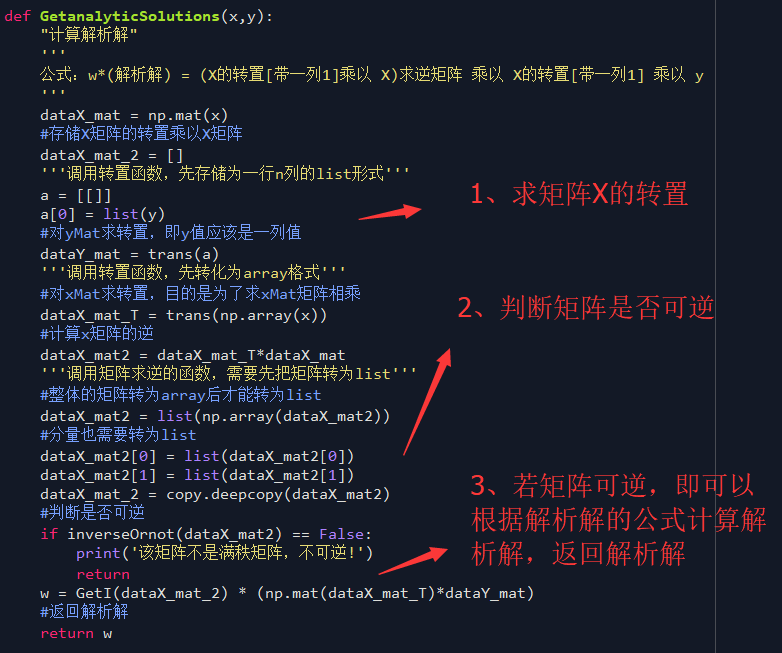 def GetanalyticSolutions(x,y):
"计算解析解"
'''
公式: w*(解析解) = (X的转置[带一列1]乘以 X)求逆矩阵 乘以 X的转置[带一列1] 乘以 y
'''
dataX_mat = np.mat(x)
#存储X矩阵的转置乘以X矩阵
dataX_mat_2 = []
'''调用转置函数，先存储为一行n列的list形式'''
a = [[]]
a[0] = list(y)
#对yMat求转置，即y值应该是一列值
dataY_mat = trans(a)
'''调用转置函数，先转化为array格式'''
#对xMat求转置，目的是为了求xMat矩阵相乘
dataX_mat_T = trans(np.array(x))
#计算x矩阵的逆
dataX_mat2 = dataX_mat_T*dataX_mat
'''调用矩阵求逆的函数，需要先把矩阵转为list'''
#整体的矩阵转为array后才能转为list
dataX_mat2 = list(np.array(dataX_mat2))
#分量也需要转为list
dataX_mat2[0] = list(dataX_mat2[0])
dataX_mat2[1] = list(dataX_mat2[1])
dataX_mat_2 = copy.deepcopy(dataX_mat2)
#判断是否可逆
if inverseOrnot(dataX_mat2) == False:
print('该矩阵不是满秩矩阵，不可逆!')
return
w = GetI(dataX_mat_2) * (np.mat(dataX_mat_T)*dataY_mat)
#返回解析解
return w
1、求矩阵X的转置
2、判断矩阵是否可逆
3、若矩阵可逆，即可以
根据解析解的公式计算解
析解，返回解析解